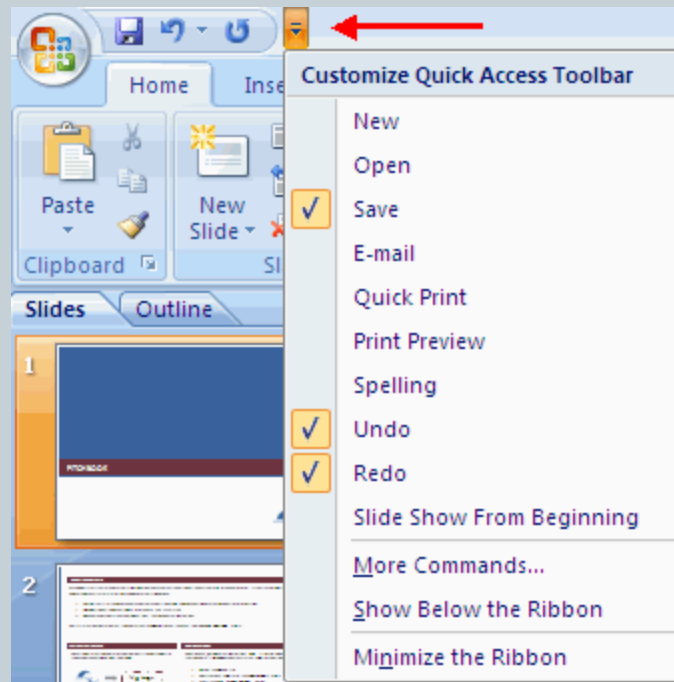 Customize Quick Access Toolbar
Home Inse
New
Open
Save
E-mail
Quick Print
Print Preview
Spelling
Undo
Redo
Slide Show From Beginning
More Commands...
Show Below the Ribbon
Minimize the Ribbon
Paste
New
Slide
Clipboard Sl
Slides Outline
1
PITCHBOOK
2